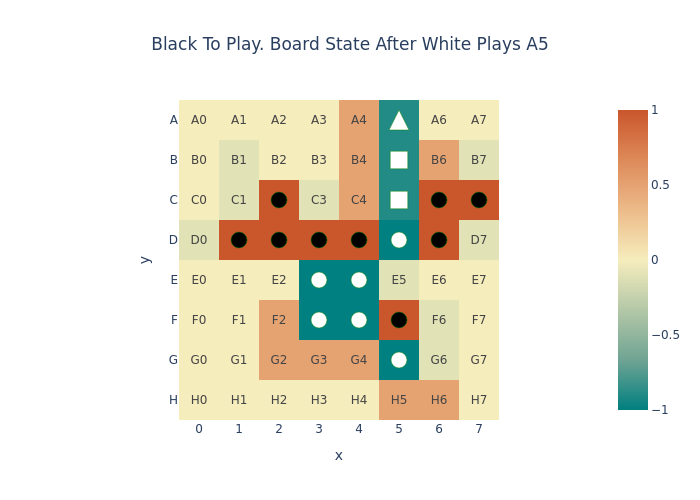 Black To Play. Board State After White Plays A5
A A0 A1 A2 A3 A4 A6 A7
B B0 B1 B2 B3 B4 B6 B7
C C0 C1 C3 C4
D D0 D7
E E0 E1 E2 E5 E6 E7
F F0 F1 F2 F6 F7
G G0 G1 G2 G3 G4 G6 G7
H H0 H1 H2 H3 H4 H5 H6 H7
0 1 2 3 4 5 6 7
x
y
1
0.5
0
−0.5
−1